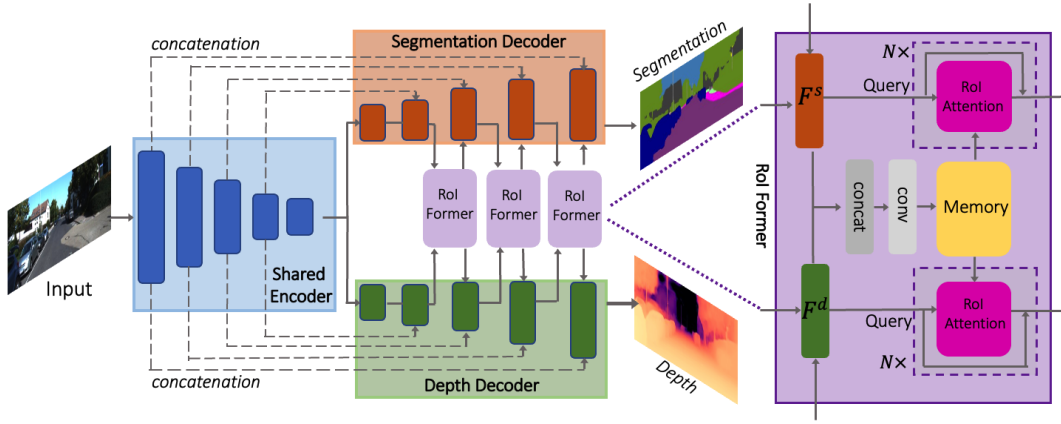 concatenation
Segmentation Decoder
Segmentation
N×
Query
RoI
Attention
F^s
RoI
Former
RoI
Former
RoI
Former
RoI Former
concat
conv
Memory
Input
Shared
Encoder
F^d
Query
RoI
Attention
N×
concatenation
Depth Decoder
Depth